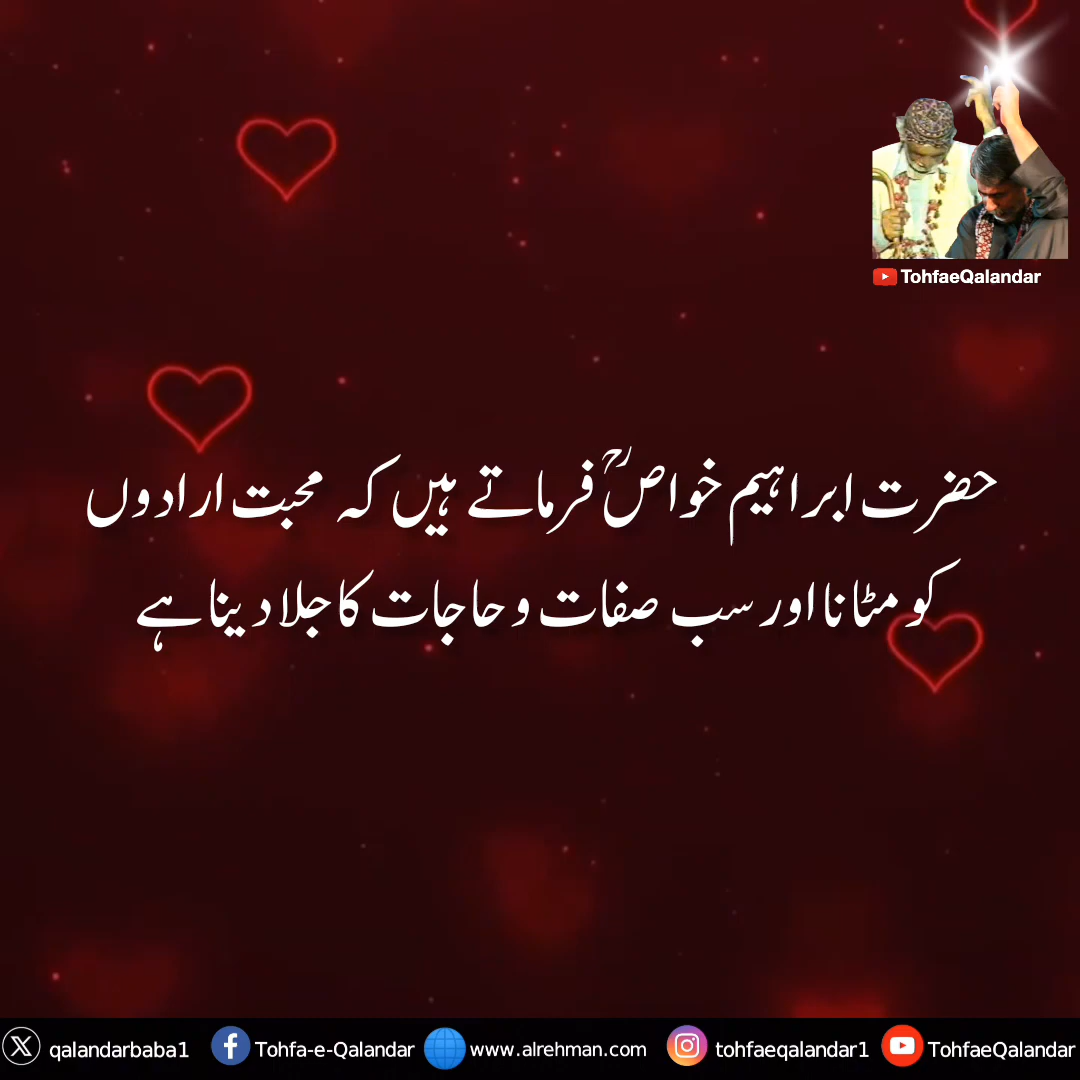 TohfaeQalandar
حضرت ابراہیم خواصؒ فرماتے ہیں کہ محبت ارادوں
کو مٹانا اور سب صفات و حاجات کا جلا دینا ہے
qalandarbaba1 Tohfa-e-Qalandar www.alrehman.com tohfaeqalandar1 TohfaeQalandar